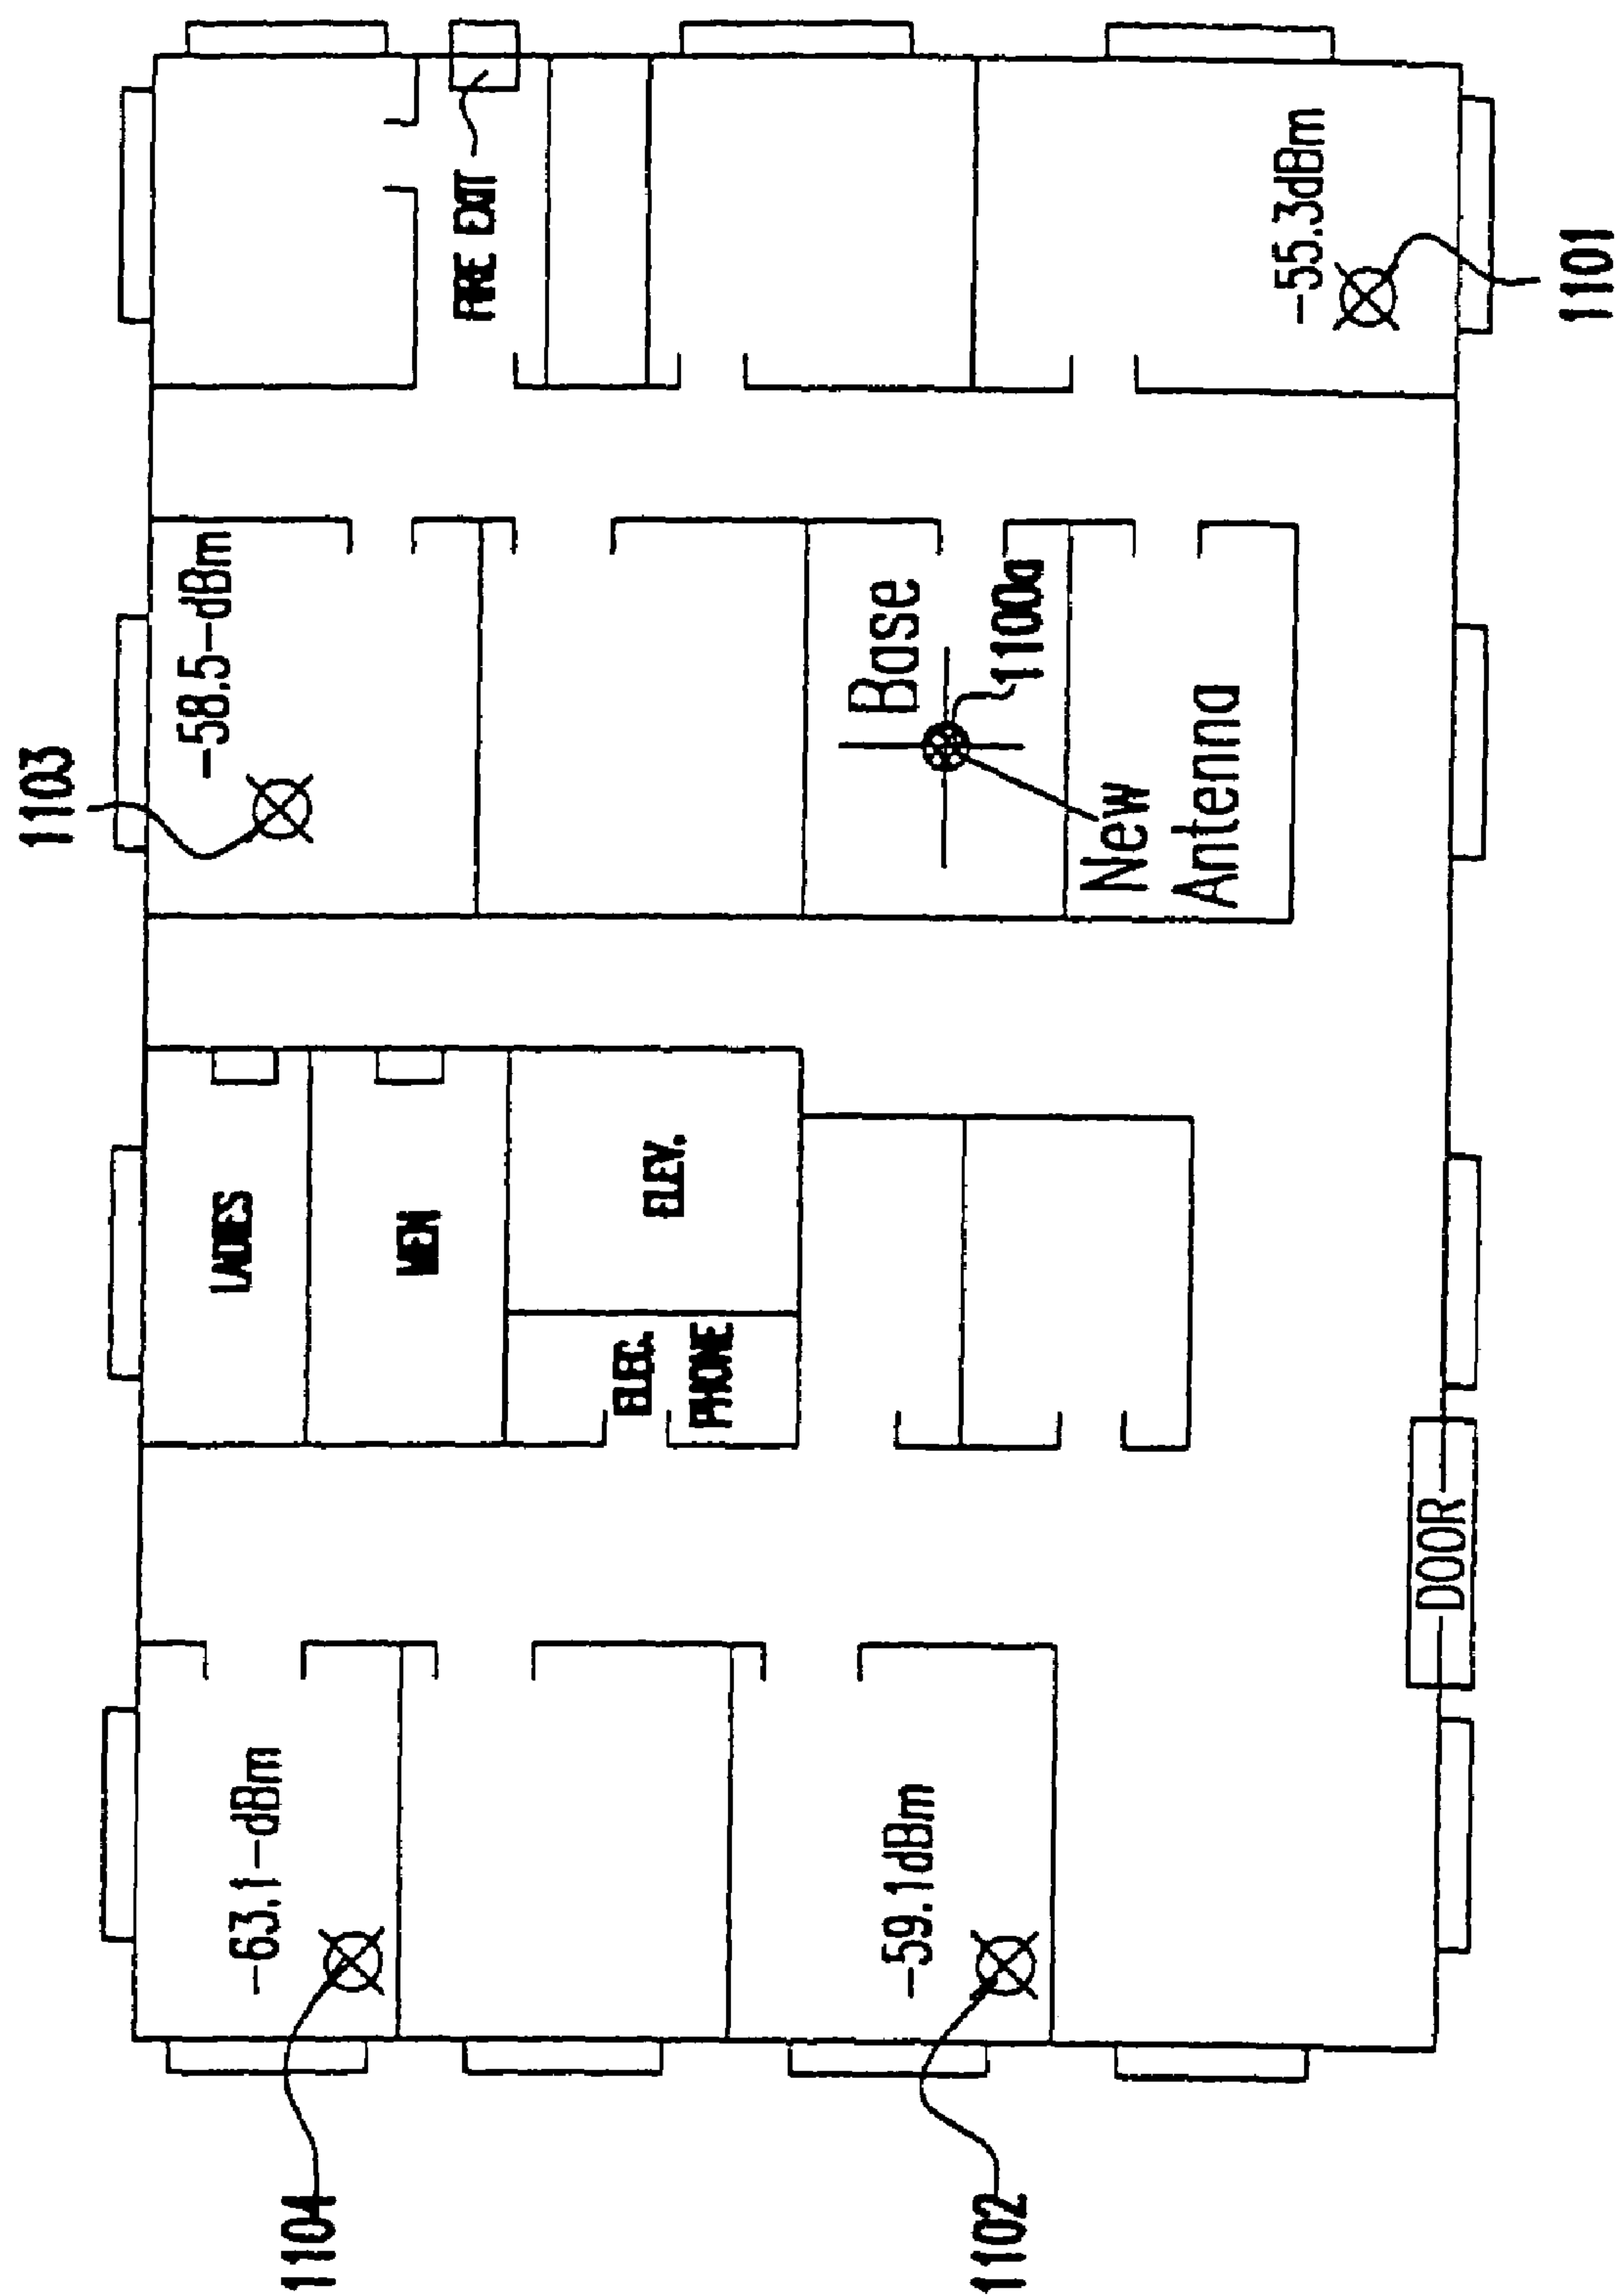 1103
-58.5-dBm
LADIES
-63.1-dBm
1104
MEN
FIRE EXIT
ELEC.
PHONE
ELEV.
Base
-59.1dBm
1102
1100a
New
Antenna
-55.3dBm
DOOR
1101